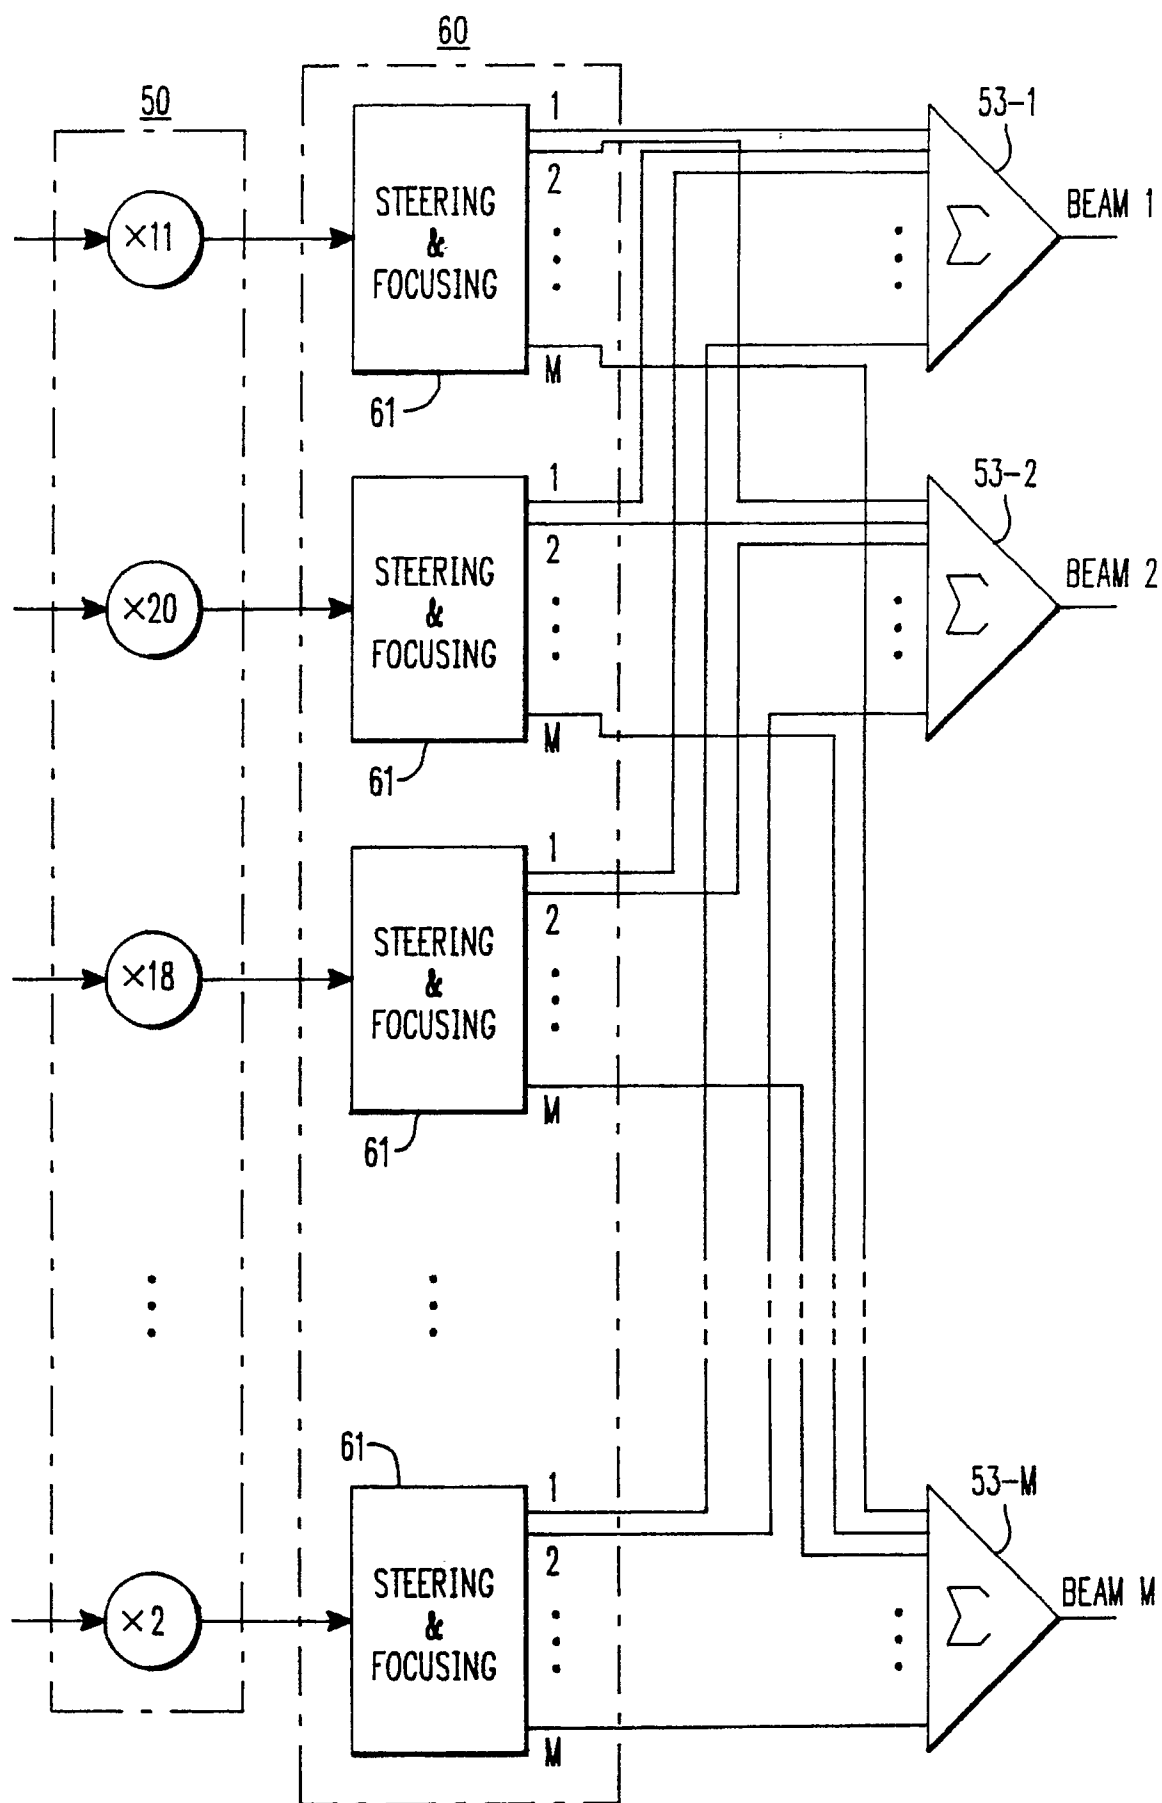 60
50
×11
STEERING
&
FOCUSING
1
2
M
61
53-1
Σ
BEAM 1
×20
STEERING
&
FOCUSING
1
2
M
61
53-2
Σ
BEAM 2
×18
STEERING
&
FOCUSING
1
2
M
61
×2
61
STEERING
&
FOCUSING
1
2
M
53-M
Σ
BEAM M